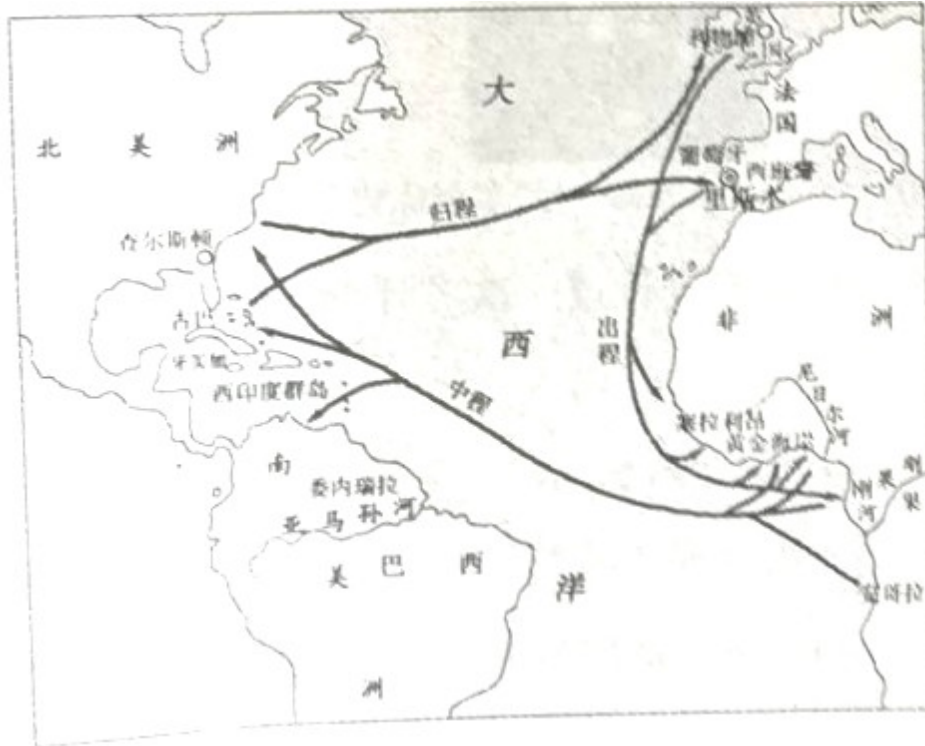 大
利物浦
法国
北美洲
葡萄牙
西班牙
里斯本
归程
查尔斯顿
非洲
古巴
西
出程
牙买加
尼日尔河
西印度群岛
中程
塞拉利昂
黄金海岸
南
刚果
刚果河
委内瑞拉
亚马孙河
美 巴 西
洋
安哥拉
洲